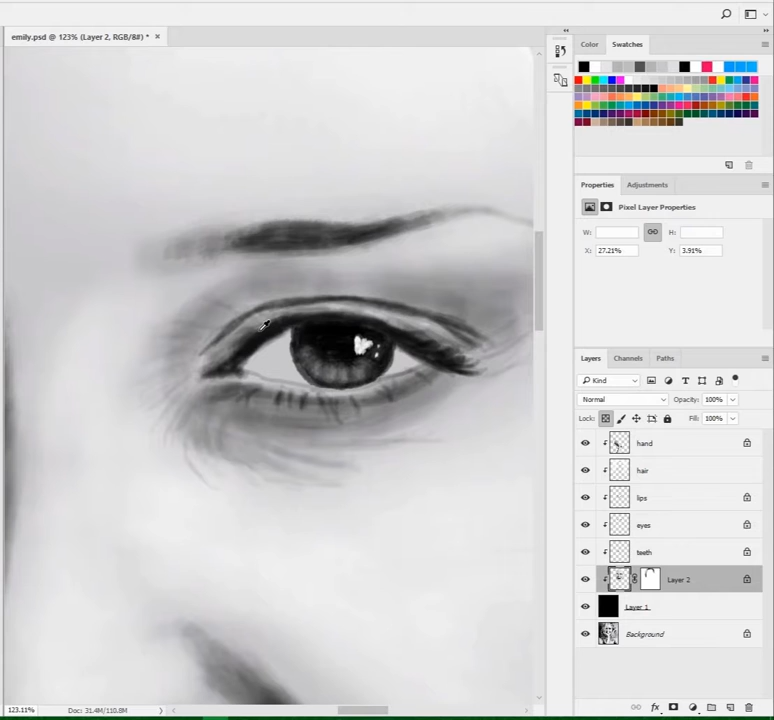 emily.psd @ 123% (Layer 2, RGB/8#) * ×
Color Swatches
Properties Adjustments
Pixel Layer Properties
W: H:
X: 27.21% Y: 3.91%
Layers Channels Paths
Kind
Normal Opacity: 100%
Lock: Fill: 100%
hand
hair
lips
eyes
teeth
Layer 2
Layer 1
Background
123.11% Doc: 31.4M/110.8M
fx